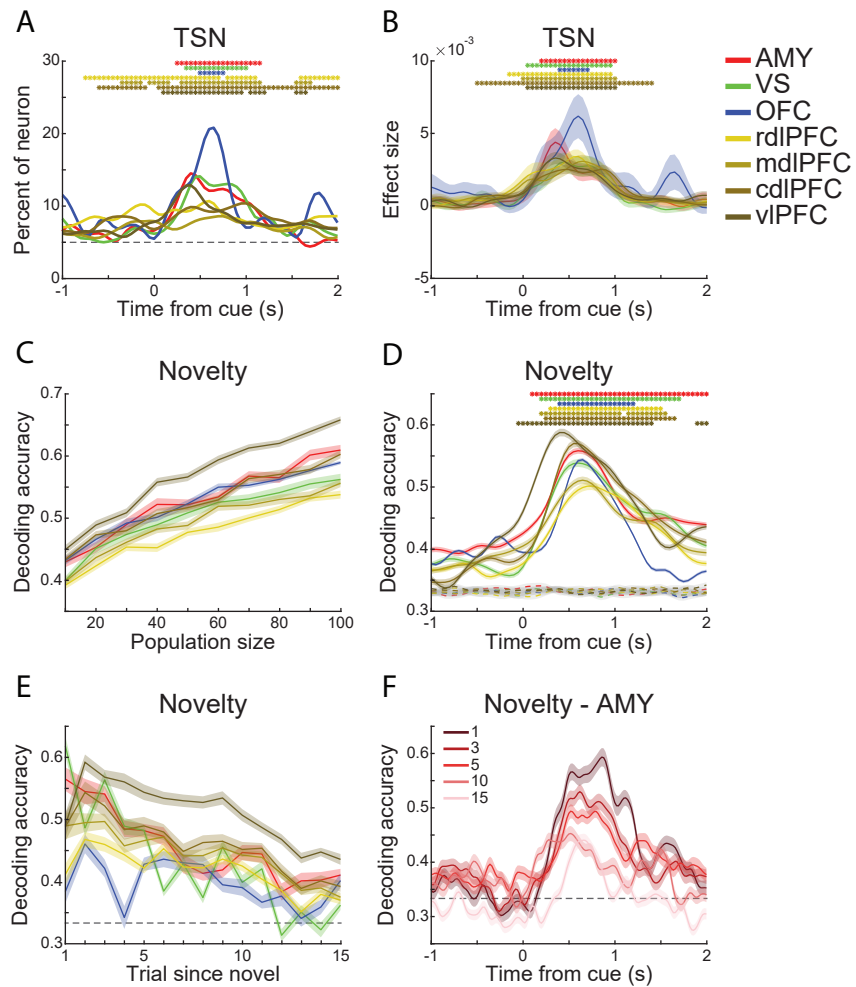 A
TSN
30
20
10
0
Percent of neuron
-1
0
1
2
Time from cue (s)
B
TSN
×10⁻³
10
5
0
-5
Effect size
-1
0
1
2
Time from cue (s)
AMY
VS
OFC
rdlPFC
mdlPFC
cdlPFC
vlPFC
C
Novelty
0.7
0.6
0.5
0.4
Decoding accuracy
20
40
60
80
100
Population size
D
Novelty
0.6
0.5
0.4
0.3
Decoding accuracy
-1
0
1
2
Time from cue (s)
E
Novelty
0.6
0.5
0.4
0.3
Decoding accuracy
1
5
10
15
Trial since novel
F
Novelty - AMY
1
3
5
10
15
0.6
0.5
0.4
0.3
Decoding accuracy
-1
0
1
2
Time from cue (s)